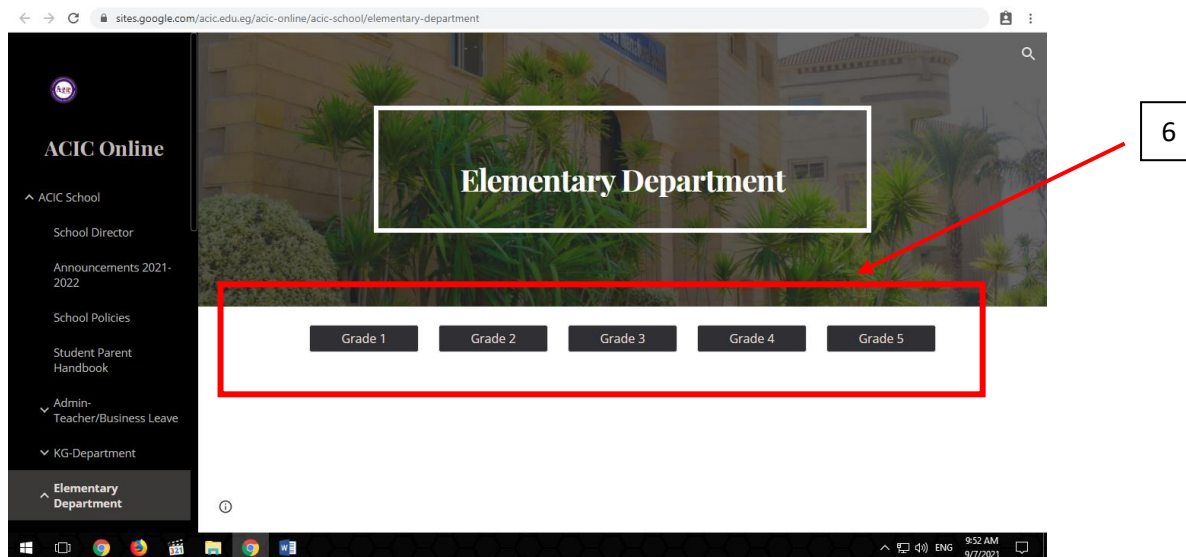 sites.google.com/acic.edu.eg/acic-online/acic-school/elementary-department
ACIC Online
ACIC School
School Director
Announcements 2021-
2022
School Policies
Student Parent
Handbook
Admin-
Teacher/Business Leave
KG-Department
Elementary
Department
Elementary Department
6
Grade 1
Grade 2
Grade 3
Grade 4
Grade 5
ENG
9:52 AM
9/7/2021